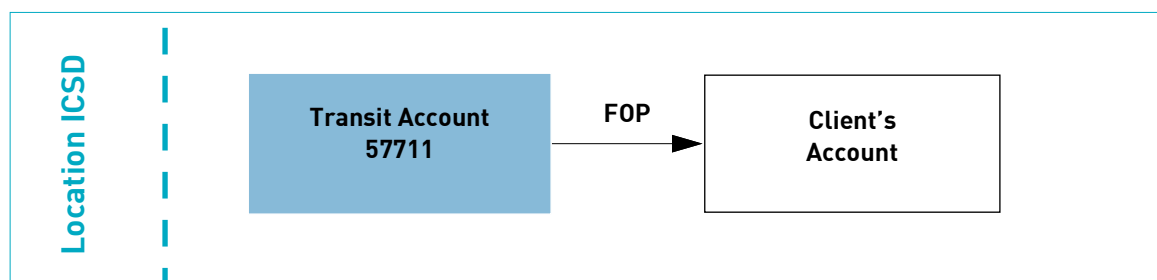 Location ICSD
Transit Account
57711
FOP
Client's
Account